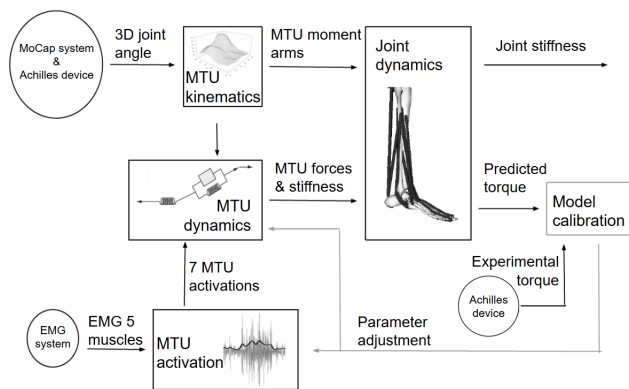 MoCap system
&
Achilles device
3D joint
angle
MTU
kinematics
MTU moment
arms
Joint
dynamics
Joint stiffness
MTU
dynamics
MTU forces
& stiffness
Predicted
torque
Model
calibration
7 MTU
activations
Experimental
torque
Achilles
device
EMG
system
EMG 5
muscles
MTU
activation
Parameter
adjustment